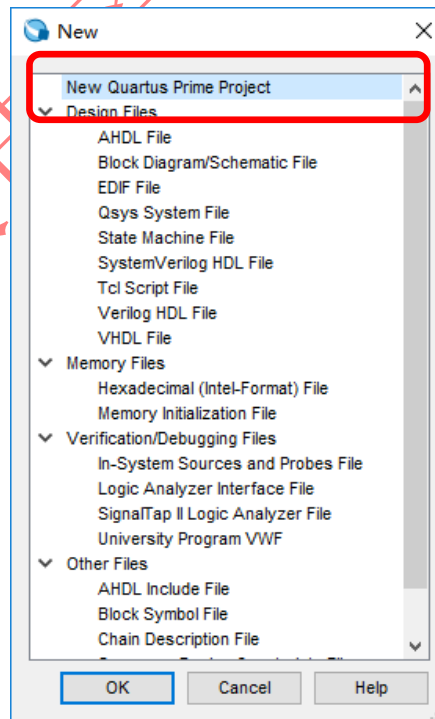 New
New Quartus Prime Project
Design Files
AHDL File
Block Diagram/Schematic File
EDIF File
Qsys System File
State Machine File
SystemVerilog HDL File
Tcl Script File
Verilog HDL File
VHDL File
Memory Files
Hexadecimal (Intel-Format) File
Memory Initialization File
Verification/Debugging Files
In-System Sources and Probes File
Logic Analyzer Interface File
SignalTap II Logic Analyzer File
University Program VWF
Other Files
AHDL Include File
Block Symbol File
Chain Description File
OK Cancel Help